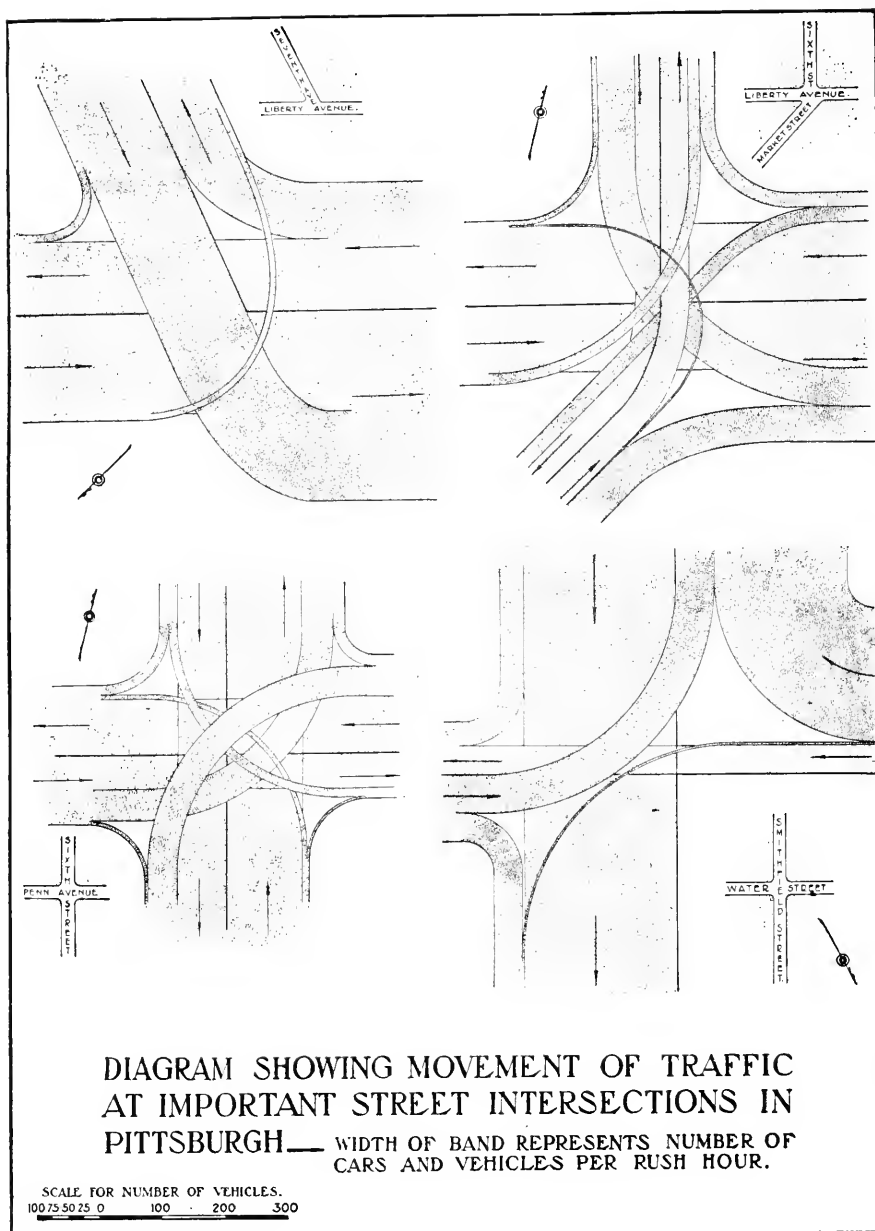 SEVENTH AVE.
LIBERTY AVENUE.
SIXTH ST.
LIBERTY AVENUE.
MARKET STREET
SIXTH STREET
PENN AVENUE
SMITHFIELD STREET.
WATER STREET
DIAGRAM SHOWING MOVEMENT OF TRAFFIC
AT IMPORTANT STREET INTERSECTIONS IN
PITTSBURGH — WIDTH OF BAND REPRESENTS NUMBER OF
CARS AND VEHICLES PER RUSH HOUR.
SCALE FOR NUMBER OF VEHICLES.
100 75 50 25 0 100 200 300